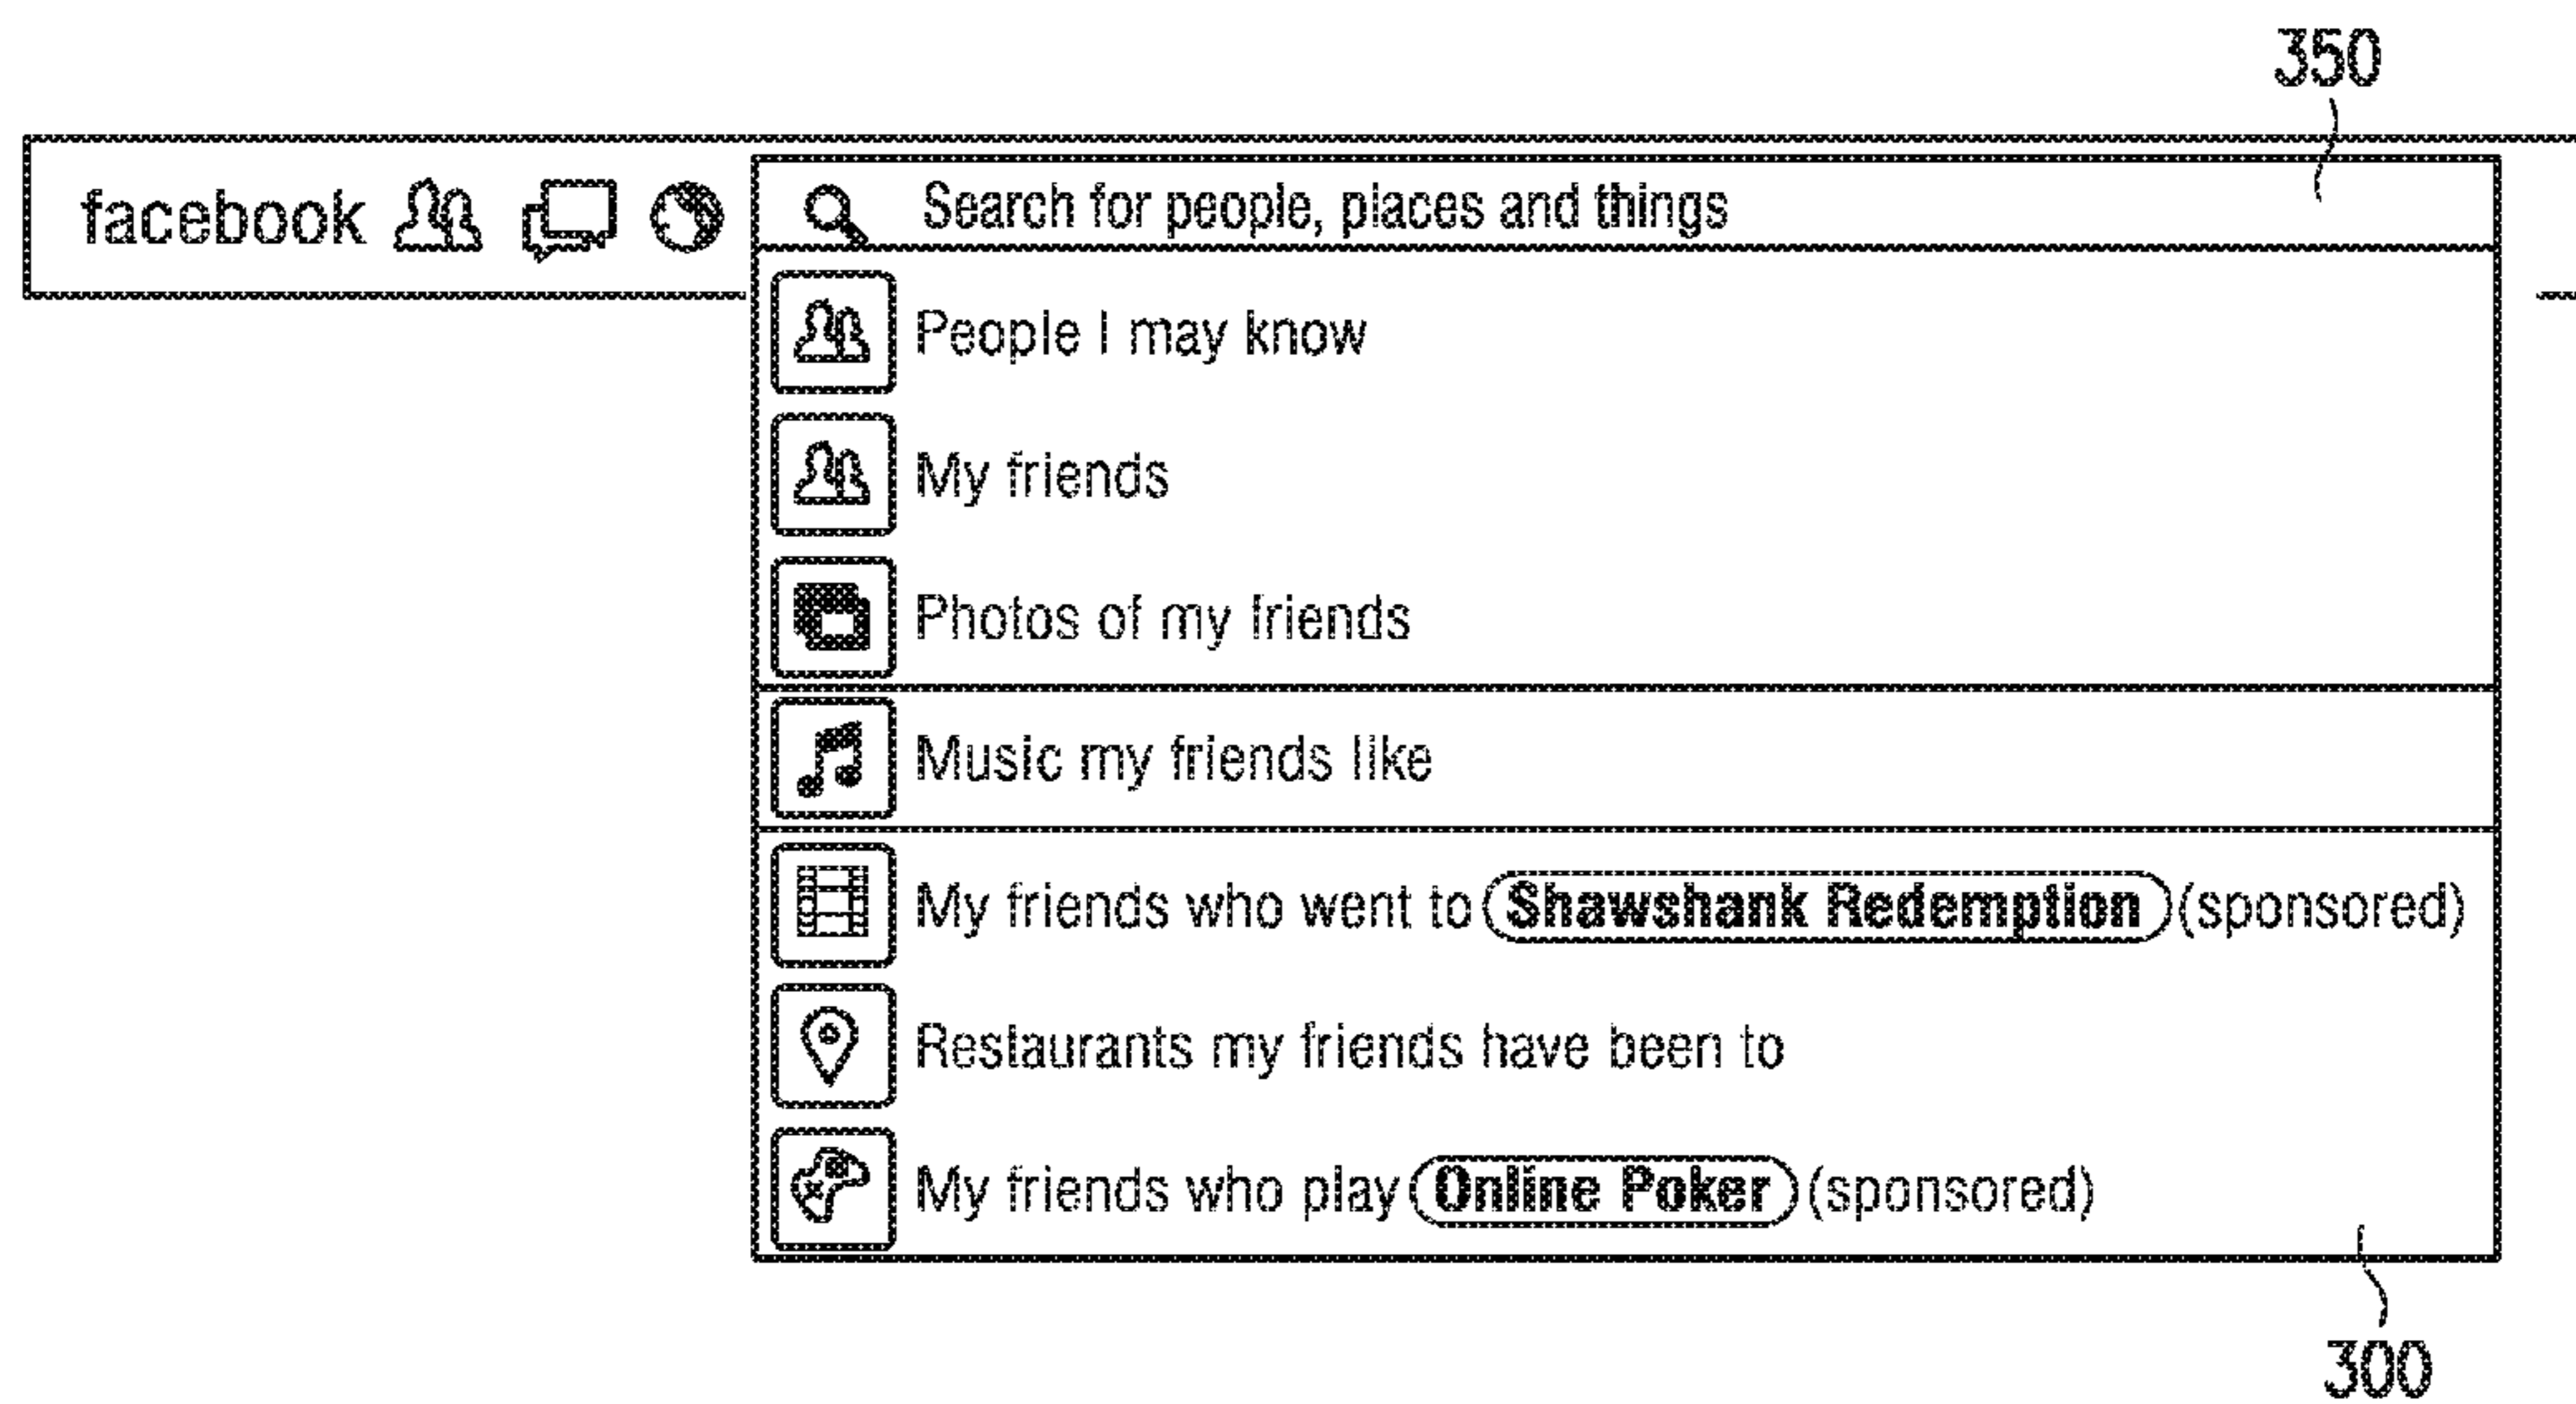 350
facebook
Search for people, places and things
People I may know
My friends
Photos of my friends
Music my friends like
My friends who went to Shawshank Redemption (sponsored)
Restaurants my friends have been to
My friends who play Online Poker (sponsored)
300